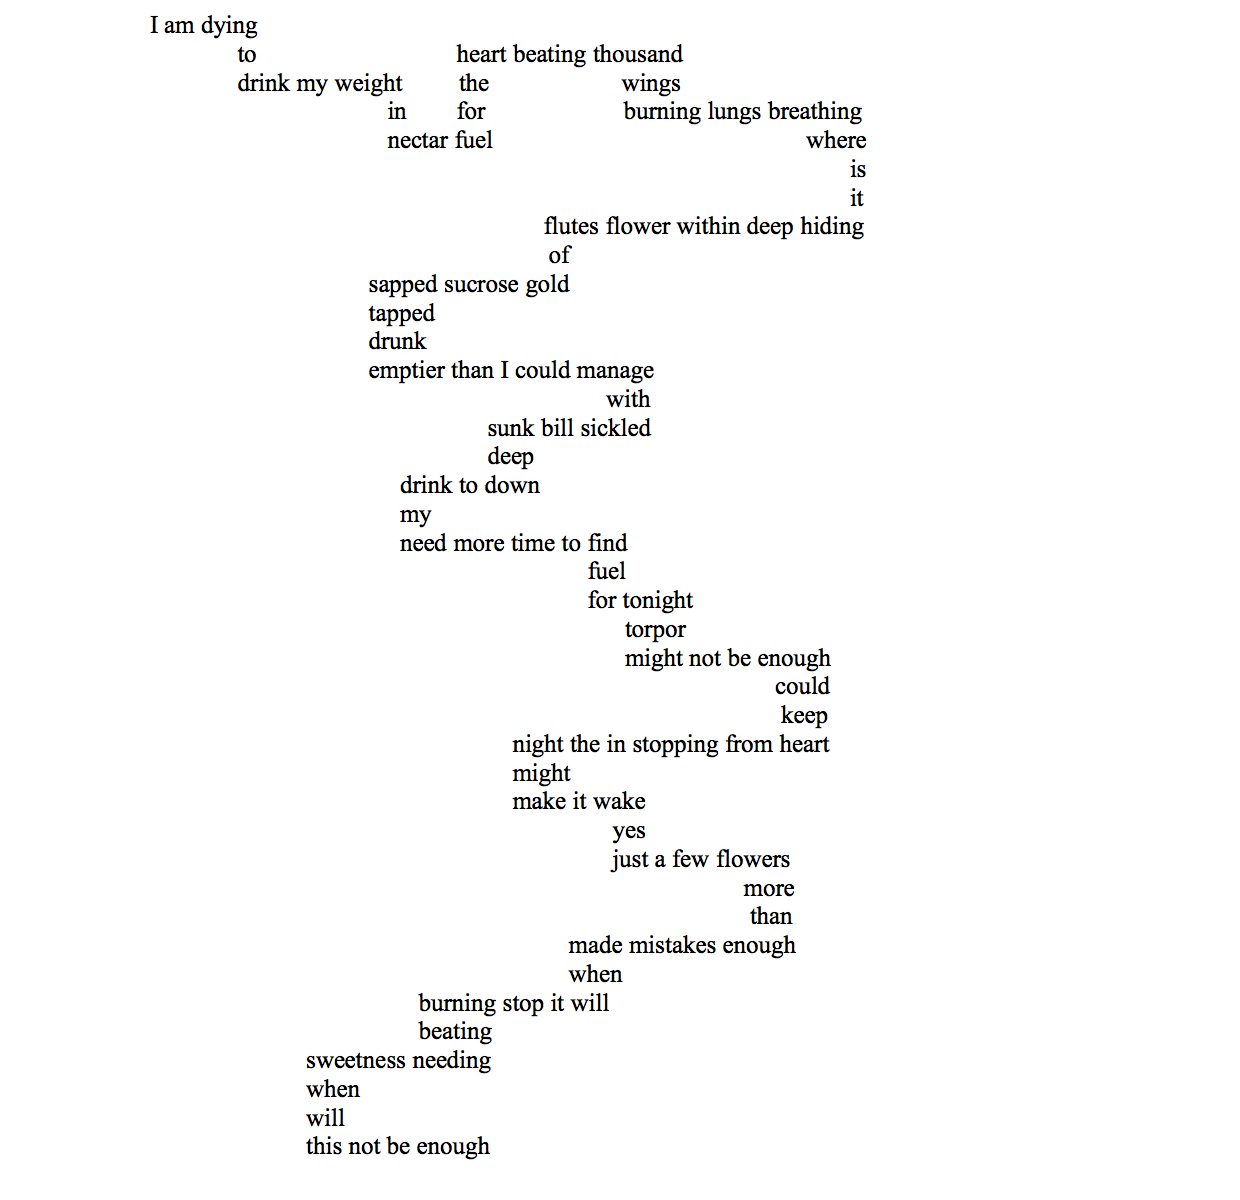 I am dying
to heart beating thousand
drink my weight the wings
in for burning lungs breathing
nectar fuel where
is
it
flutes flower within deep hiding
of
sapped sucrose gold
tapped
drunk
emptier than I could manage
with
sunk bill sickled
deep
drink to down
my
need more time to find
fuel
for tonight
torpor
might not be enough
could
keep
night the in stopping from heart
might
make it wake
yes
just a few flowers
more
than
made mistakes enough
when
burning stop it will
beating
sweetness needing
when
will
this not be enough